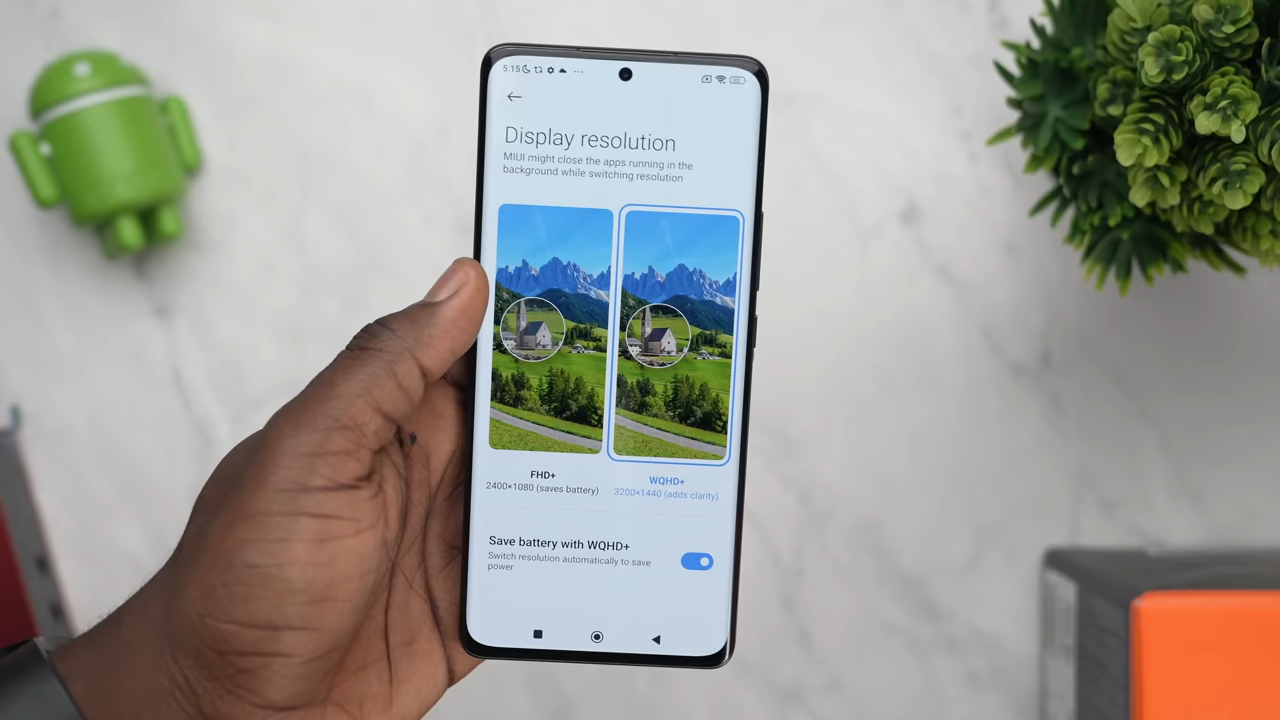 5:15
Display resolution
MIUI might close the apps running in the
background while switching resolution
FHD+
2400×1080 (saves battery)
WQHD+
3200×1440 (adds clarity)
Save battery with WQHD+
Switch resolution automatically to save
power